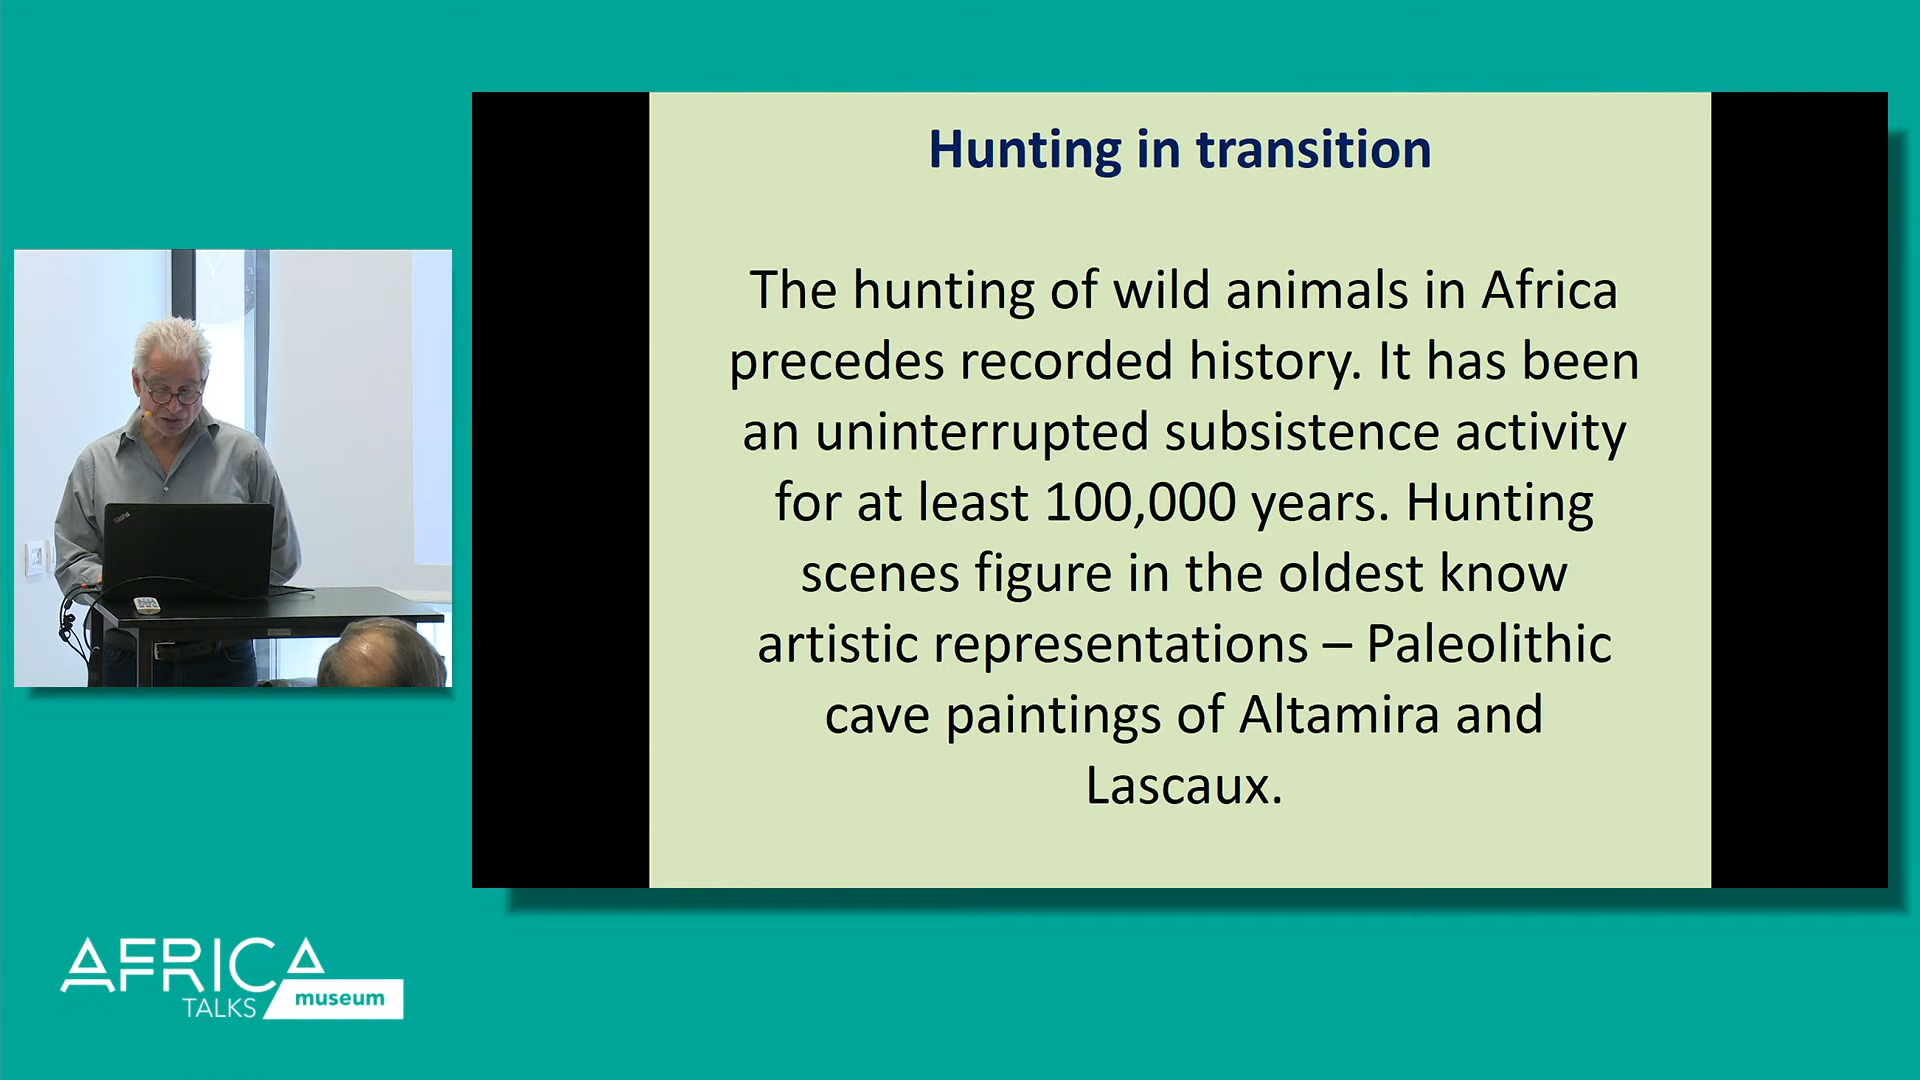 Hunting in transition
The hunting of wild animals in Africa
precedes recorded history. It has been
an uninterrupted subsistence activity
for at least 100,000 years. Hunting
scenes figure in the oldest know
artistic representations – Paleolithic
cave paintings of Altamira and
Lascaux.
AFRICA
TALKS museum